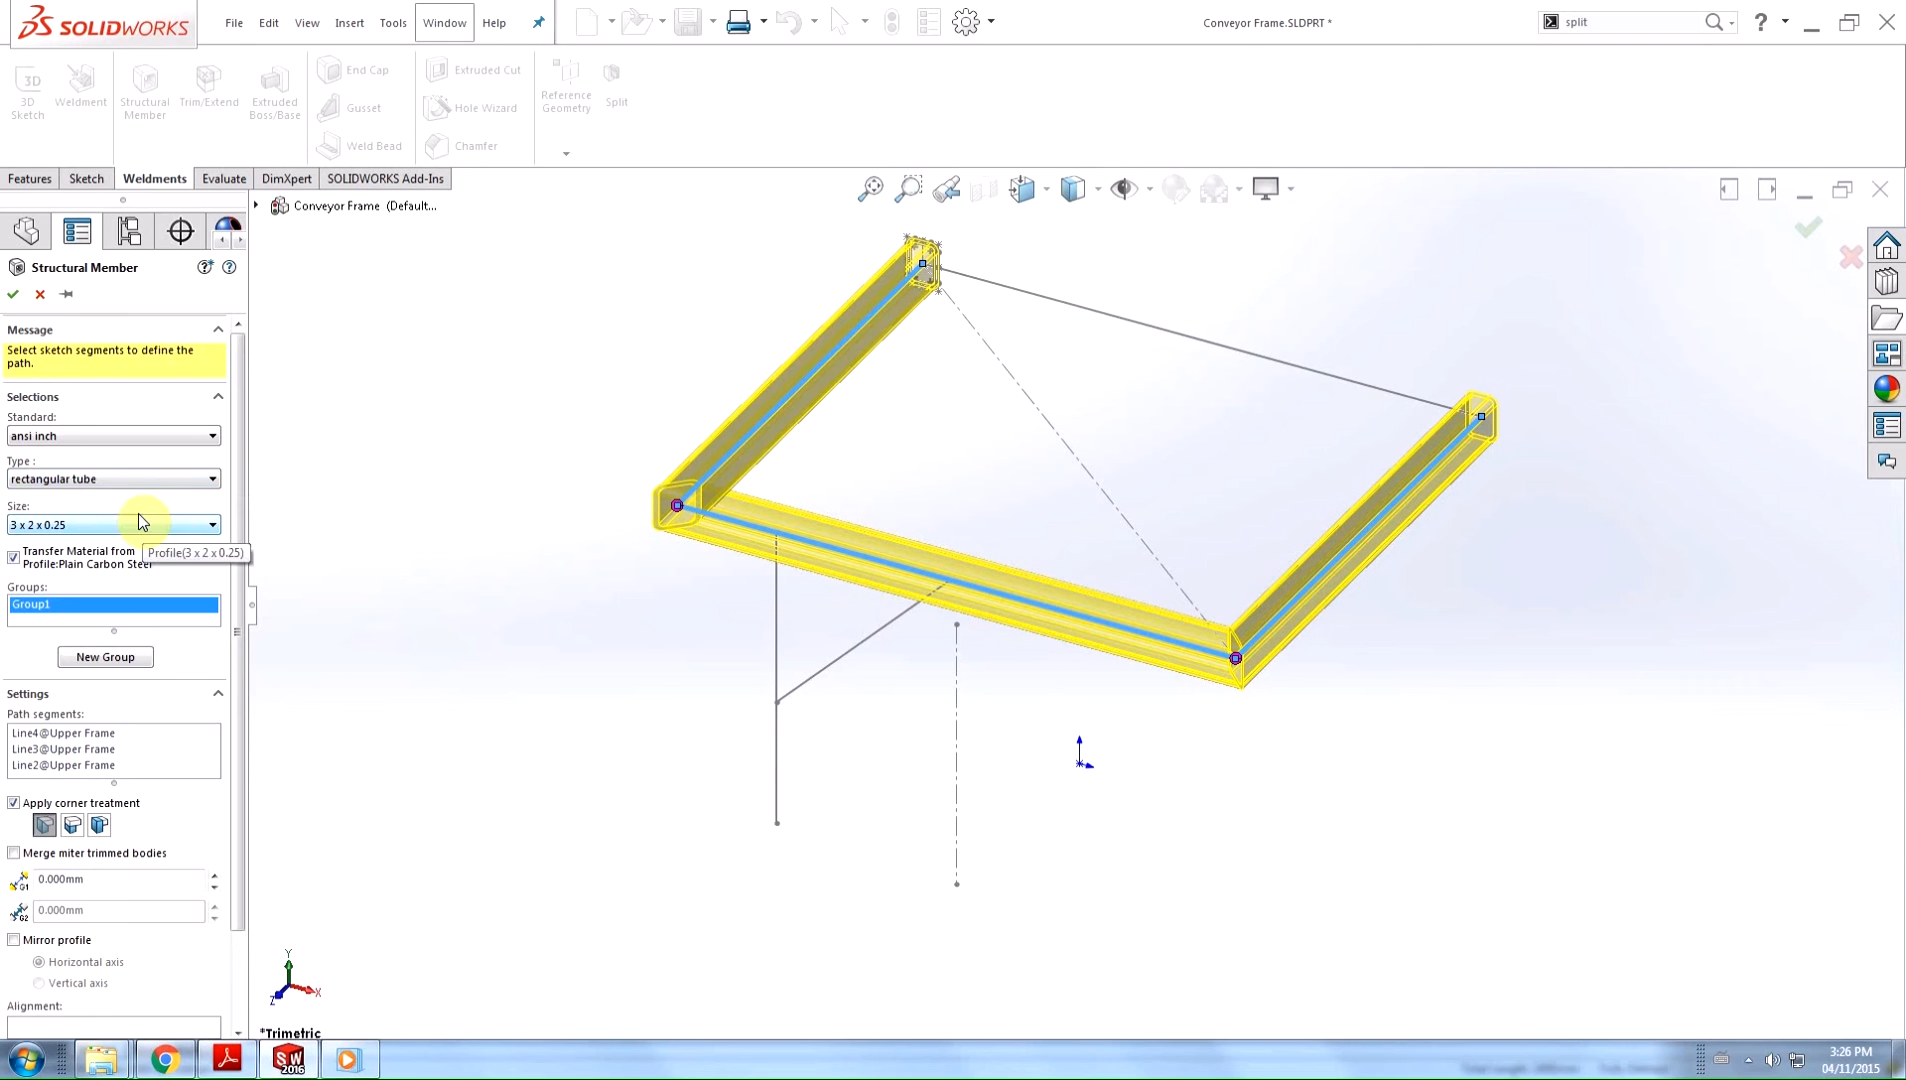 SOLIDWORKS File Edit View Insert Tools Window Help Conveyor Frame.SLDPRT * split ?
3D Sketch
Weldment
Structural Member
Trim/Extend
Extruded Boss/Base
End Cap
Gusset
Weld Bead
Extruded Cut
Hole Wizard
Chamfer
Reference Geometry
Split
Features Sketch Weldments Evaluate DimXpert SOLIDWORKS Add-Ins
Conveyor Frame (Default...
Structural Member
Message
Select sketch segments to define the
path.
Selections
Standard:
ansi inch
Type :
rectangular tube
Size:
3 x 2 x 0.25
Transfer Material from
Profile:Plain Carbon Steel
Profile(3 x 2 x 0.25)
Groups:
Group1
New Group
Settings
Path segments:
Line4@Upper Frame
Line3@Upper Frame
Line2@Upper Frame
Apply corner treatment
Merge miter trimmed bodies
G1 0.000mm
G2 0.000mm
Mirror profile
Horizontal axis
Vertical axis
Alignment:
Y
X
Z
*Trimetric
SW 2016
3:26 PM
04/11/2015